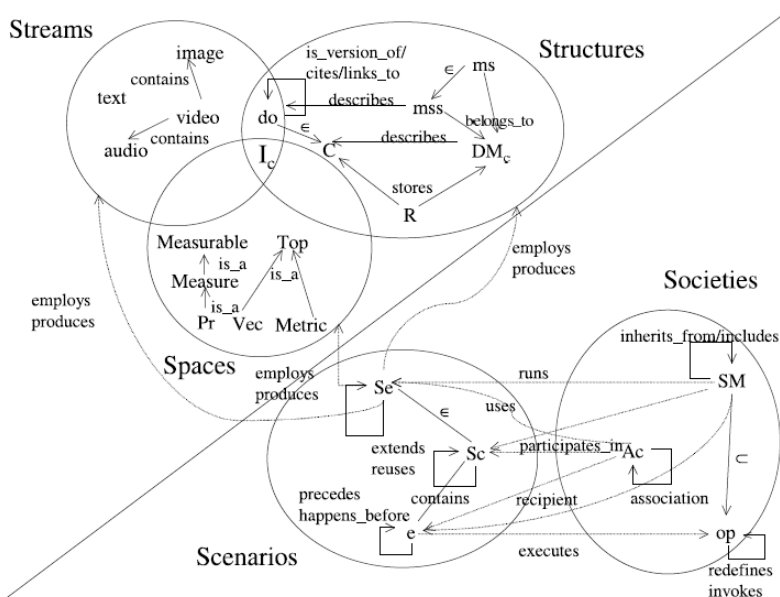 Streams
image
contains
text
video
contains
audio
is_version_of/
cites/links_to
Structures
∈
ms
do
describes
mss
belongs_to
∈
C
describes
DMç
Ic
stores
R
Measurable
Top
is_a
is_a
Measure
is_a
Pr
Vec
Metric
Spaces
employs
produces
employs
produces
employs
produces
Societies
inherits_from/includes
runs
SM
Se
uses
∈
extends
reuses
Sc
participates_in
Ac
⊂
contains
recipient
association
precedes
happens_before
e
executes
op
Scenarios
redefines
invokes